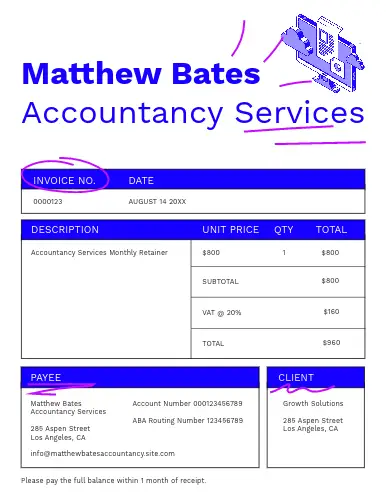 Matthew Bates
Accountancy Services
INVOICE NO. DATE
0000123 AUGUST 14 20XX
DESCRIPTION UNIT PRICE QTY TOTAL
Accountancy Services Monthly Retainer $800 1 $800
SUBTOTAL $800
VAT @ 20% $160
TOTAL $960
PAYEE
Matthew Bates
Accountancy Services
285 Aspen Street
Los Angeles, CA
info@matthewbatesaccountancy.site.com
Account Number 000123456789
ABA Routing Number 123456789
CLIENT
Growth Solutions
285 Aspen Street
Los Angeles, CA
Please pay the full balance within 1 month of receipt.